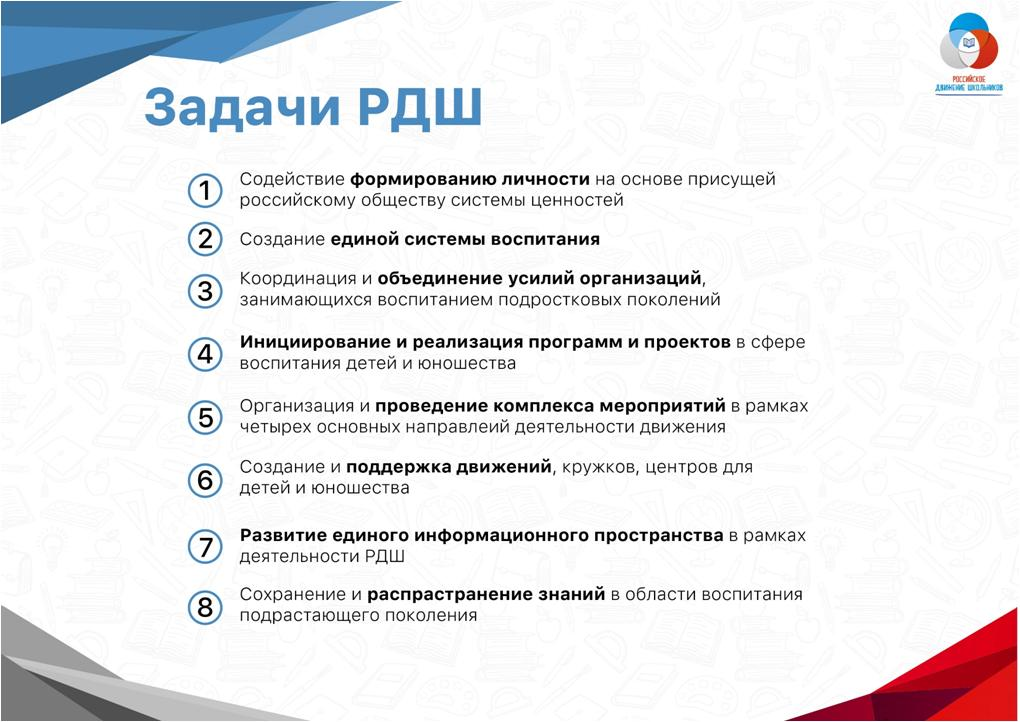 РОССИЙСКОЕ
ДВИЖЕНИЕ ШКОЛЬНИКОВ
Задачи РДШ
1 Содействие формированию личности на основе присущей
российскому обществу системы ценностей
2 Создание единой системы воспитания
3 Координация и объединение усилий организаций,
занимающихся воспитанием подростковых поколений
4 Инициирование и реализация программ и проектов в сфере
воспитания детей и юношества
5 Организация и проведение комплекса мероприятий в рамках
четырех основных направлеий деятельности движения
6 Создание и поддержка движений, кружков, центров для
детей и юношества
7 Развитие единого информационного пространства в рамках
деятельности РДШ
8 Сохранение и распрастранение знаний в области воспитания
подрастающего поколения